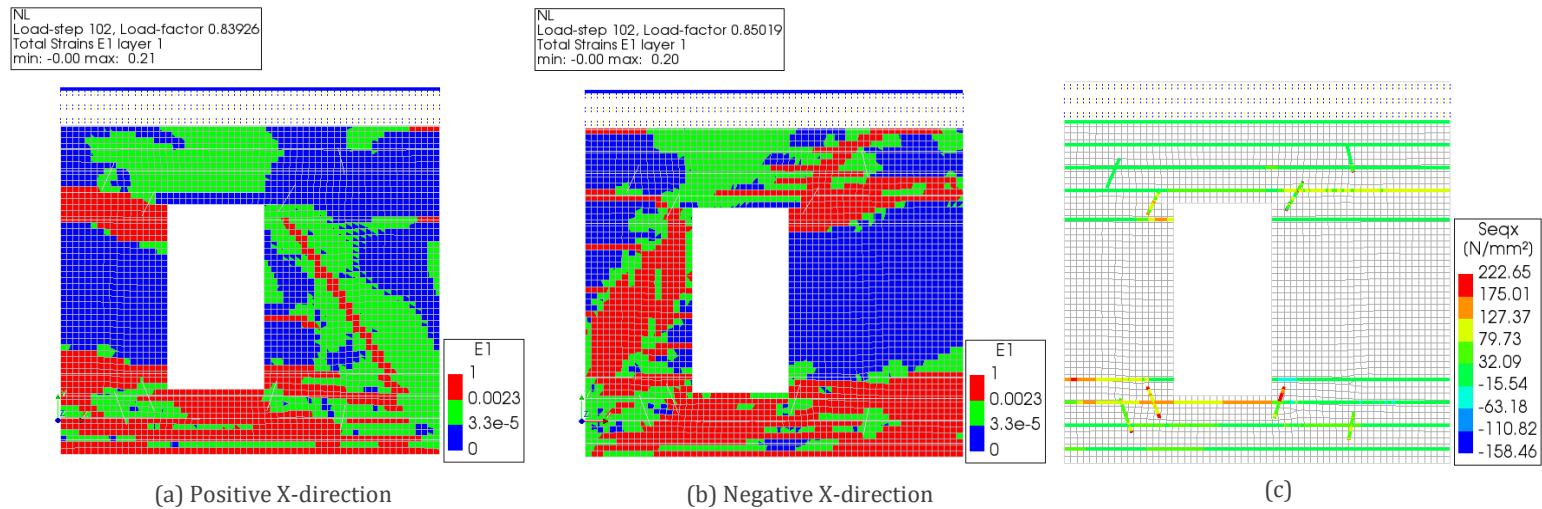 NL
Load-step 102, Load-factor 0.83926
Total Strains E1 layer 1
min: -0.00 max: 0.21
E1
1
0.0023
3.3e-5
0
(a) Positive X-direction
NL
Load-step 102, Load-factor 0.85019
Total Strains E1 layer 1
min: -0.00 max: 0.20
E1
1
0.0023
3.3e-5
0
(b) Negative X-direction
Seqx
(N/mm²)
222.65
175.01
127.37
79.73
32.09
-15.54
-63.18
-110.82
-158.46
(c)